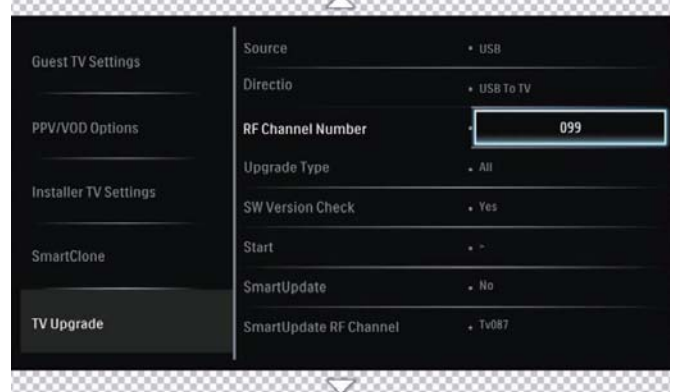 Guest TV Settings
PPV/VOD Options
Installer TV Settings
SmartClone
TV Upgrade
Source • USB
Directio • USB To TV
RF Channel Number • 099
Upgrade Type • All
SW Version Check • Yes
Start • >
SmartUpdate • No
SmartUpdate RF Channel • Tv087